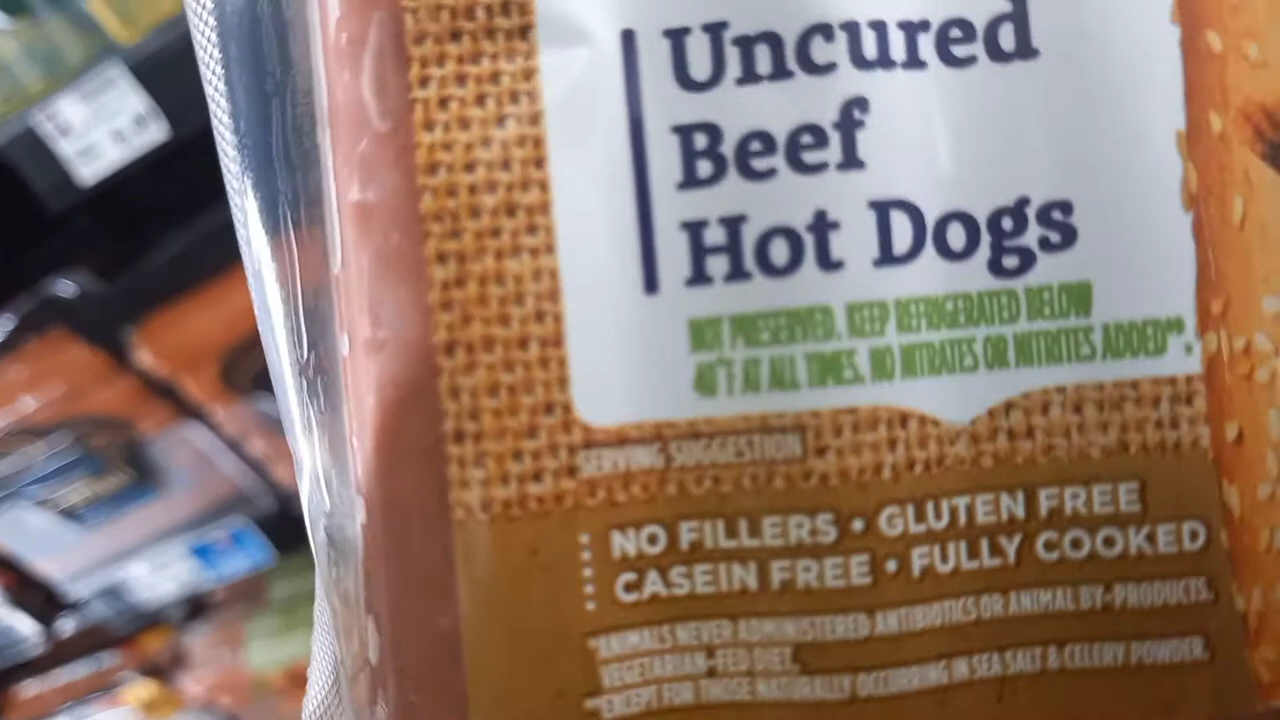 Uncured
Beef
Hot Dogs
NOT PRESERVED. KEEP REFRIGERATED BELOW
40°F AT ALL TIMES. NO NITRATES OR NITRITES ADDED**.
SERVING SUGGESTION
NO FILLERS • GLUTEN FREE
CASEIN FREE • FULLY COOKED
*ANIMALS NEVER ADMINISTERED ANTIBIOTICS OR ANIMAL BY-PRODUCTS.
VEGETARIAN-FED DIET.
**EXCEPT FOR THOSE NATURALLY OCCURRING IN SEA SALT & CELERY POWDER.